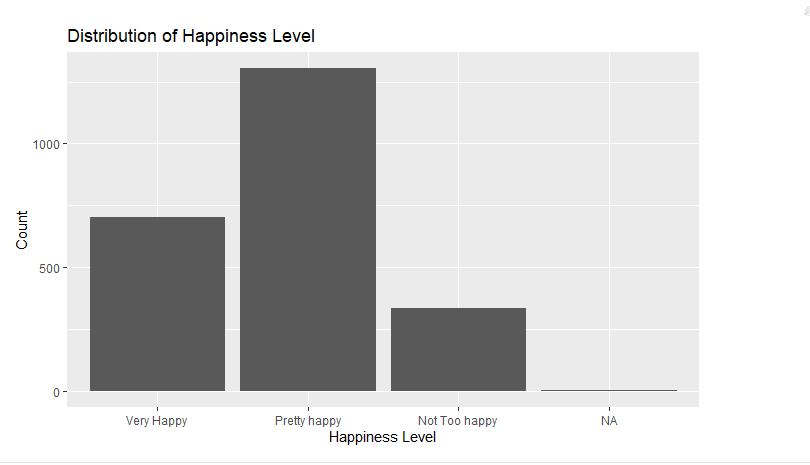 Distribution of Happiness Level
1000
500
0
Count
Very Happy Pretty happy Not Too happy NA
Happiness Level